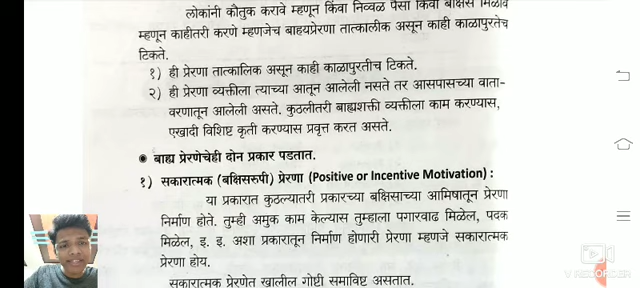 लोकांनी कौतुक करावे म्हणून किंवा निव्वळ पैसा किंवा बक्षिस मिळावे
म्हणून काहीतरी करणे म्हणजेच बाहयप्रेरणा तात्कालीक असून काही काळापुरतेच
टिकते.
१) ही प्रेरणा तात्कालिक असून काही काळापुरतीच टिकते.
२) ही प्रेरणा व्यक्तीला त्याच्या आतून आलेली नसते तर आसपासच्या वाता-
वरणातून आलेली असते. कुठलीतरी बाह्यशक्ती व्यक्तीला काम करण्यास,
एखादी विशिष्ट कृती करण्यास प्रवृत्त करत असते.
● बाह्य प्रेरणेचेही दोन प्रकार पडतात.
१) सकारात्मक (बक्षिसरुपी) प्रेरणा (Positive or Incentive Motivation) :
या प्रकारात कुठल्यातरी प्रकारच्या बक्षिसाच्या आमिषातून प्रेरणा
निर्माण होते. तुम्ही अमुक काम केल्यास तुम्हाला पगारवाढ मिळेल, पदक
मिळेल, इ. इ. अशा प्रकारातून निर्माण होणारी प्रेरणा म्हणजे सकारात्मक
प्रेरणा होय.
सकारात्मक प्रेरणेत खालील गोष्टी समाविष्ट असतात.
V RECORDER